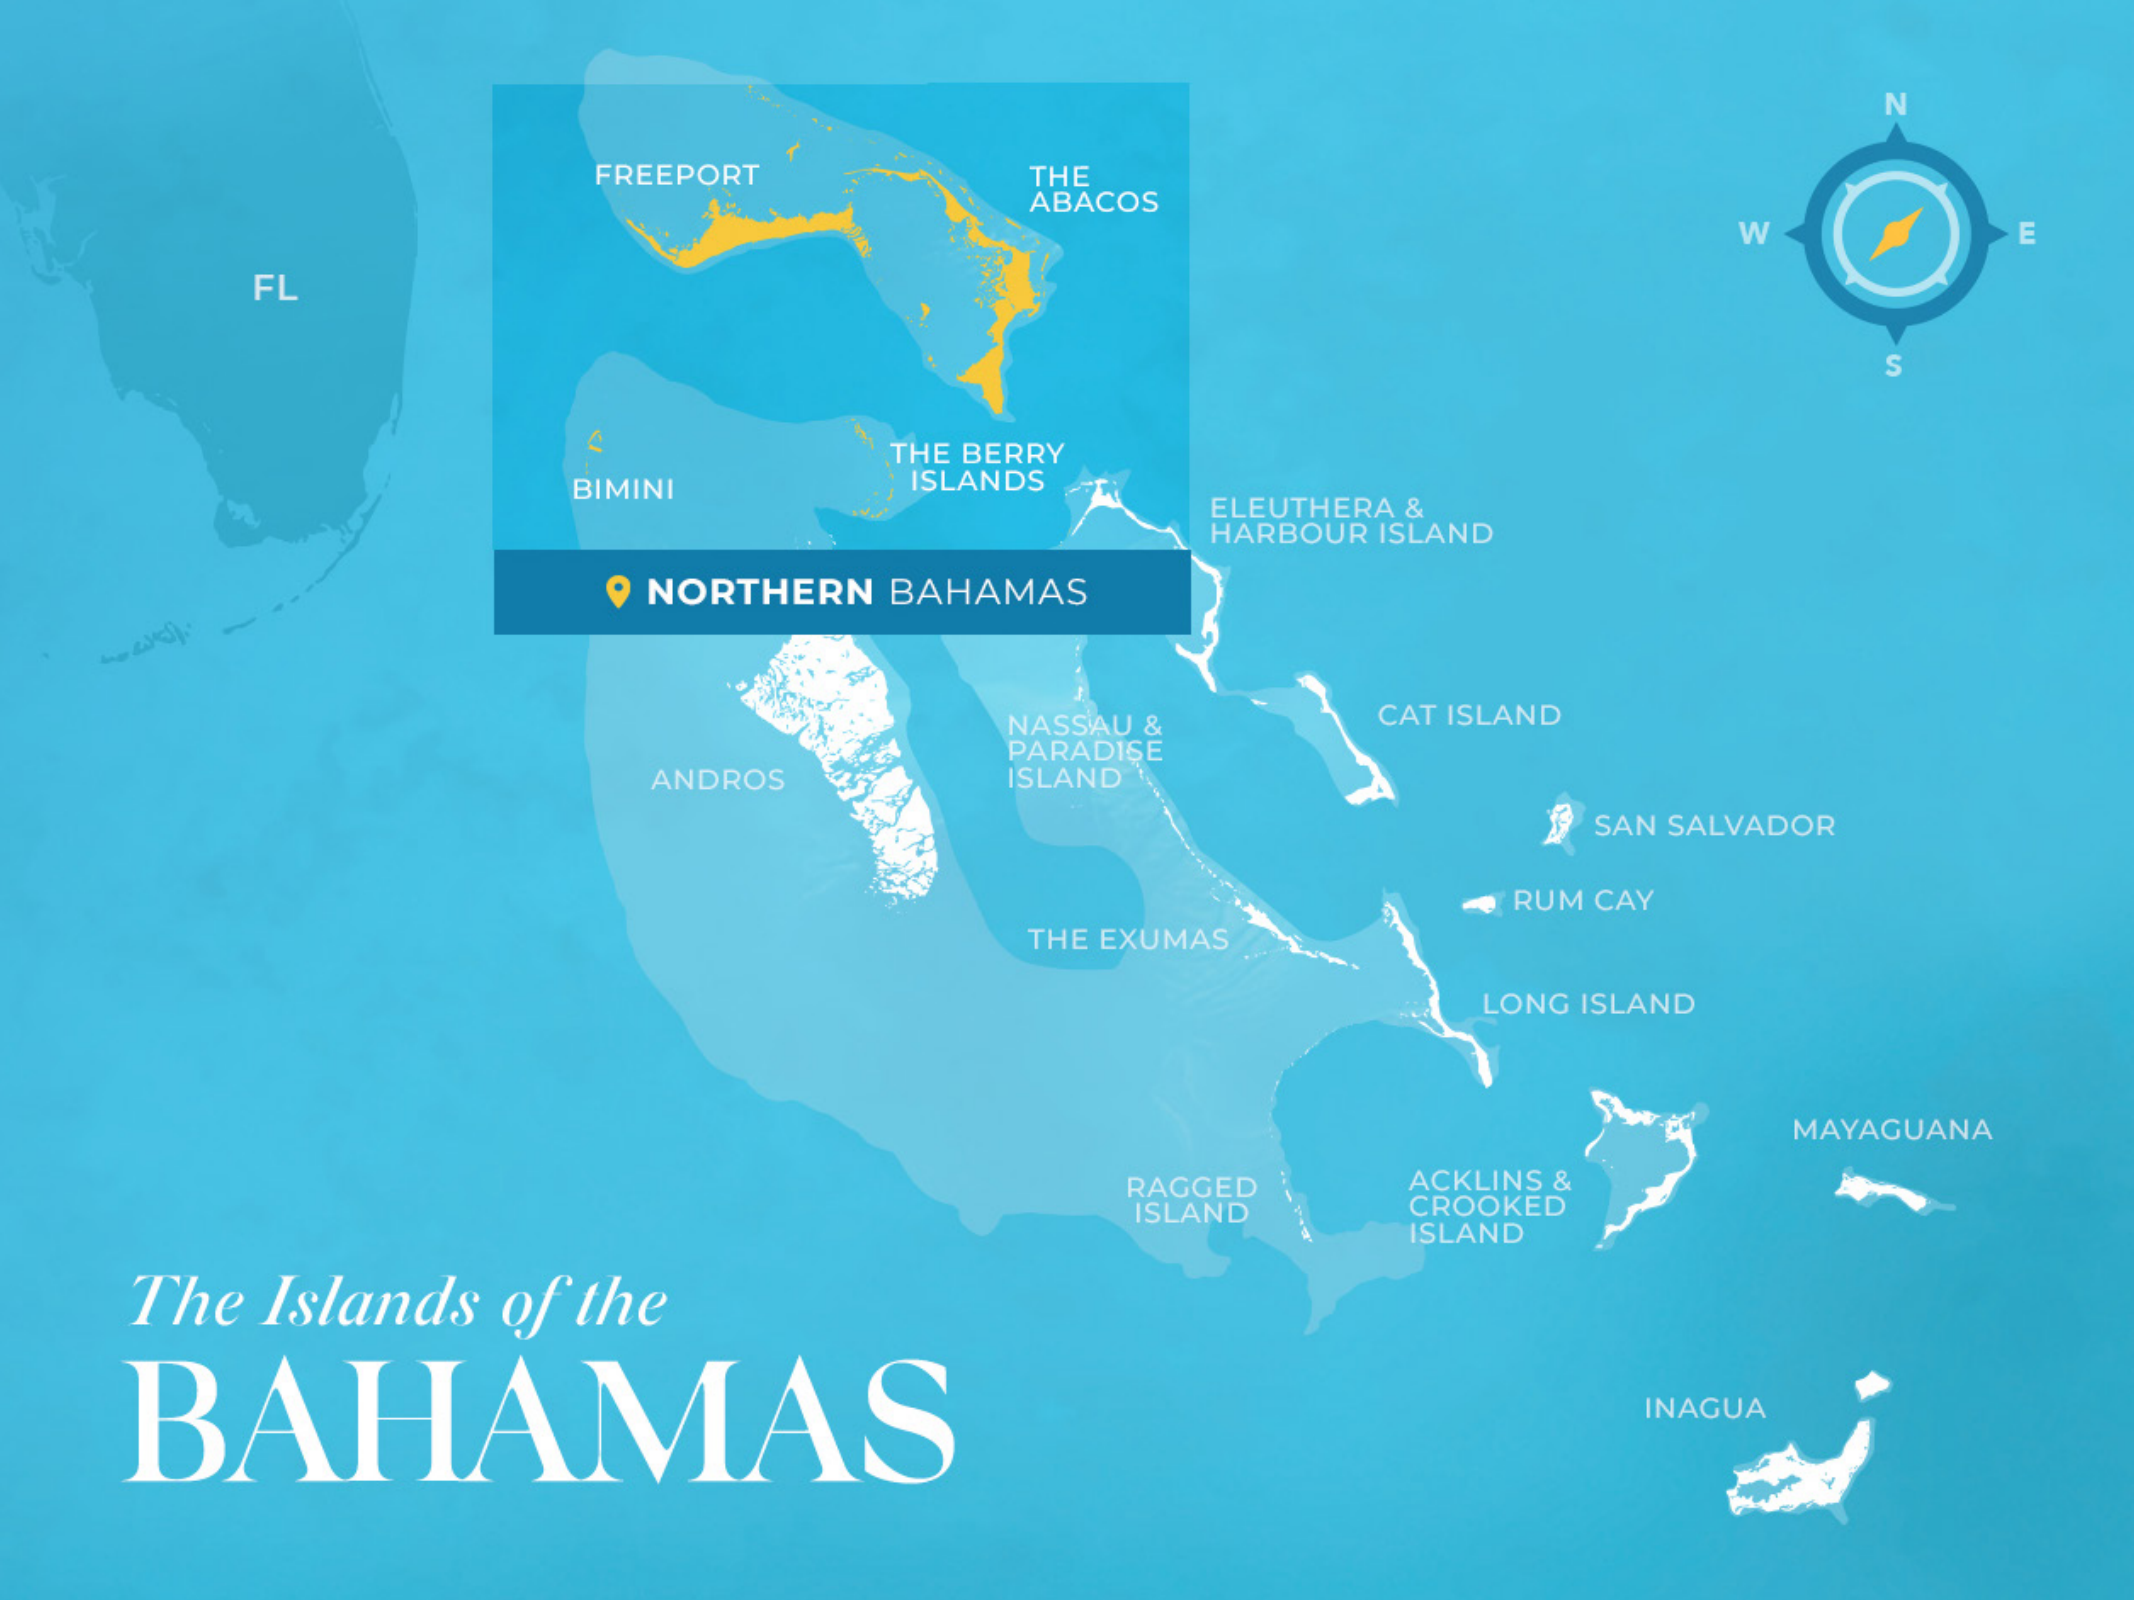 N
FREEPORT
THE
ABACOS
W
E
FL
S
THE BERRY
ISLANDS
BIMINI
ELEUTHERA &
HARBOUR ISLAND
NORTHERN BAHAMAS
CAT ISLAND
NASSAU &
PARADISE
ISLAND
ANDROS
SAN SALVADOR
RUM CAY
THE EXUMAS
LONG ISLAND
MAYAGUANA
RAGGED
ISLAND
ACKLINS &
CROOKED
ISLAND
The Islands of the
BAHAMAS
INAGUA